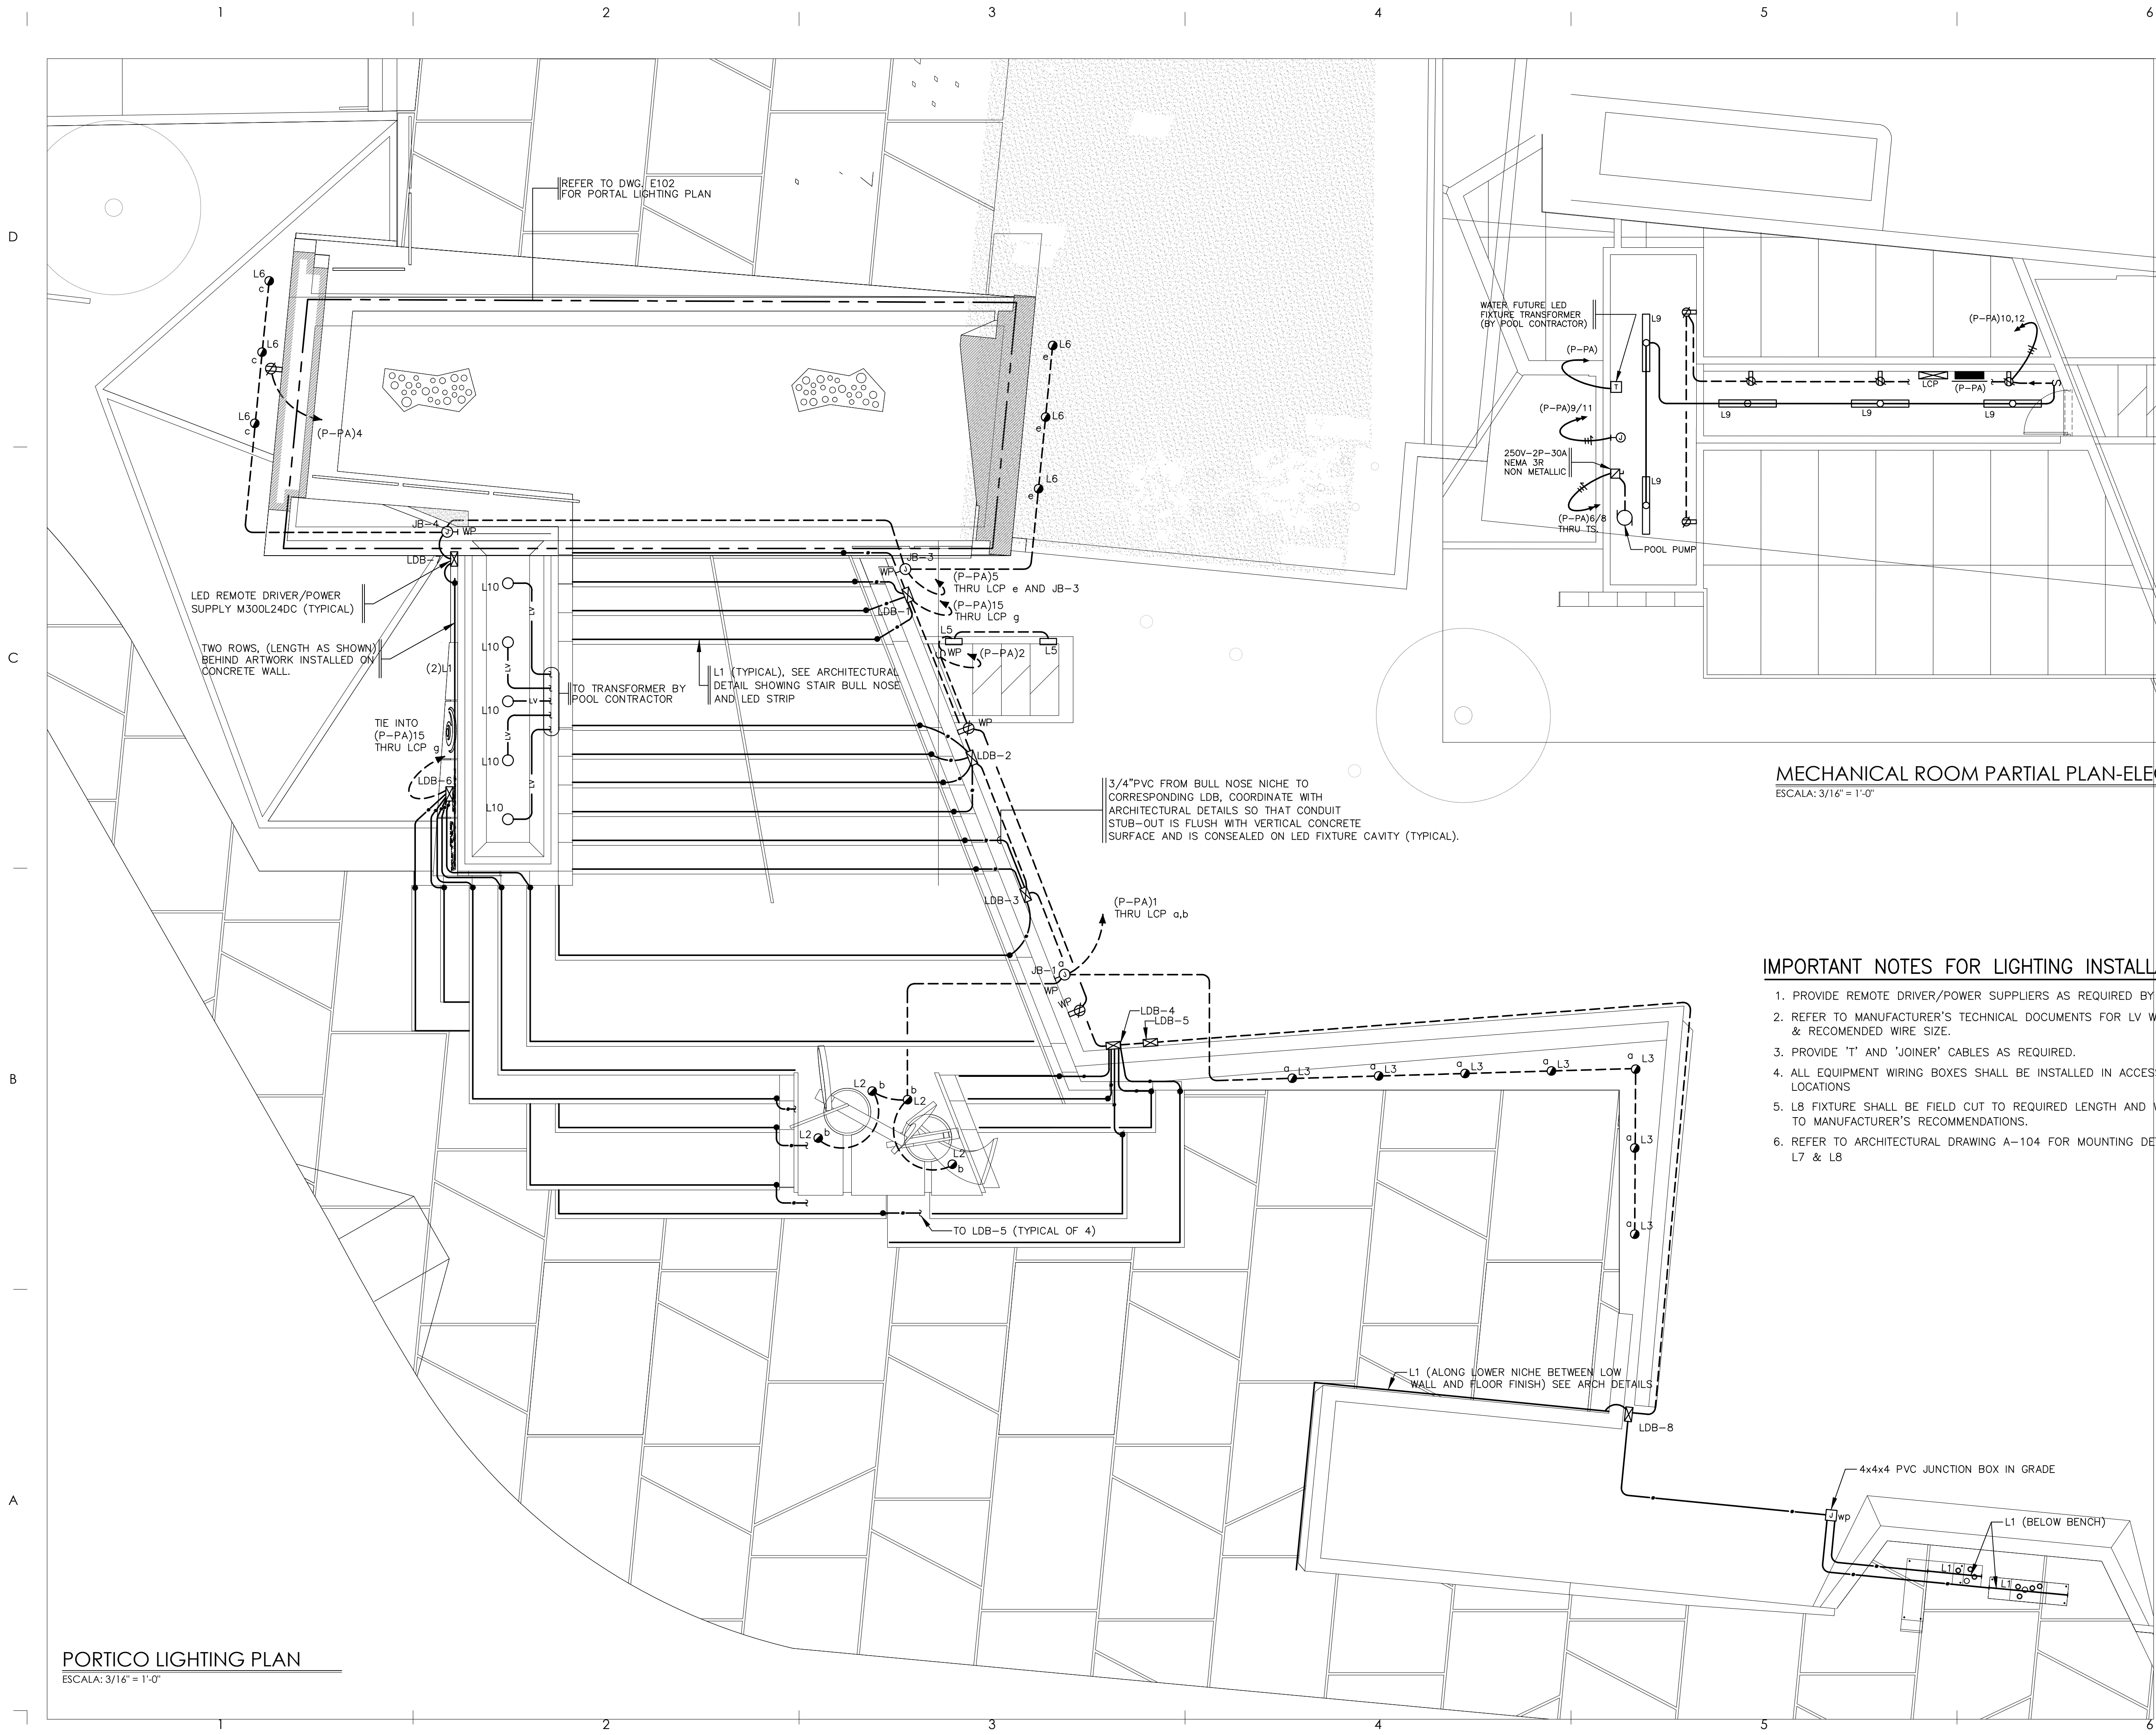 1
2
3
4
5
6
D
C
B
A
REFER TO DWG. E102
FOR PORTAL LIGHTING PLAN
L6
c
L6
c
L6
c
(P-PA)4
L6
e
L6
e
L6
e
JB-4
J
WP
LDB-7
LED REMOTE DRIVER/POWER
SUPPLY M300L24DC (TYPICAL)
TWO ROWS, (LENGTH AS SHOWN)
BEHIND ARTWORK INSTALLED ON
CONCRETE WALL.
(2)L1
TIE INTO
(P-PA)15
THRU LCP g
LDB-6
L10
L10
L10
L10
L10
LV
LV
LV
LV
LV
TO TRANSFORMER BY
POOL CONTRACTOR
L1 (TYPICAL), SEE ARCHITECTURAL
DETAIL SHOWING STAIR BULL NOSE
AND LED STRIP
JB-3
WP
J
LDB-1
(P-PA)5
THRU LCP e AND JB-3
(P-PA)15
THRU LCP g
L5
WP
(P-PA)2
L5
WP
LDB-2
3/4"PVC FROM BULL NOSE NICHE TO
CORRESPONDING LDB, COORDINATE WITH
ARCHITECTURAL DETAILS SO THAT CONDUIT
STUB-OUT IS FLUSH WITH VERTICAL CONCRETE
SURFACE AND IS CONSEALED ON LED FIXTURE CAVITY (TYPICAL).
LDB-3
(P-PA)1
THRU LCP a,b
a
JB-1
J
WP
WP
LDB-4
LDB-5
L2
b
b
L2
L2
b
L2
b
a
L3
a
L3
a
L3
a
L3
a
L3
a
L3
a
L3
TO LDB-5 (TYPICAL OF 4)
L1 (ALONG LOWER NICHE BETWEEN LOW
WALL AND FLOOR FINISH) SEE ARCH DETAILS
LDB-8
4x4x4 PVC JUNCTION BOX IN GRADE
J
wp
L1 (BELOW BENCH)
L1
L1
PORTICO LIGHTING PLAN
ESCALA: 3/16" = 1'-0"
WATER FUTURE LED
FIXTURE TRANSFORMER
(BY POOL CONTRACTOR)
(P-PA)
T
(P-PA)9/11
J
250V-2P-30A
NEMA 3R
NON METALLIC
(P-PA)6/8
THRU TS.
POOL PUMP
L9
L9
L9
L9
L9
LCP
(P-PA)
(P-PA)10,12
S
MECHANICAL ROOM PARTIAL PLAN-ELE
ESCALA: 3/16" = 1'-0"
IMPORTANT NOTES FOR LIGHTING INSTALL
1. PROVIDE REMOTE DRIVER/POWER SUPPLIERS AS REQUIRED BY
2. REFER TO MANUFACTURER'S TECHNICAL DOCUMENTS FOR LV W
& RECOMENDED WIRE SIZE.
3. PROVIDE 'T' AND 'JOINER' CABLES AS REQUIRED.
4. ALL EQUIPMENT WIRING BOXES SHALL BE INSTALLED IN ACCES
LOCATIONS
5. L8 FIXTURE SHALL BE FIELD CUT TO REQUIRED LENGTH AND
TO MANUFACTURER'S RECOMMENDATIONS.
6. REFER TO ARCHITECTURAL DRAWING A-104 FOR MOUNTING DE
L7 & L8
1
2
3
4
5
6